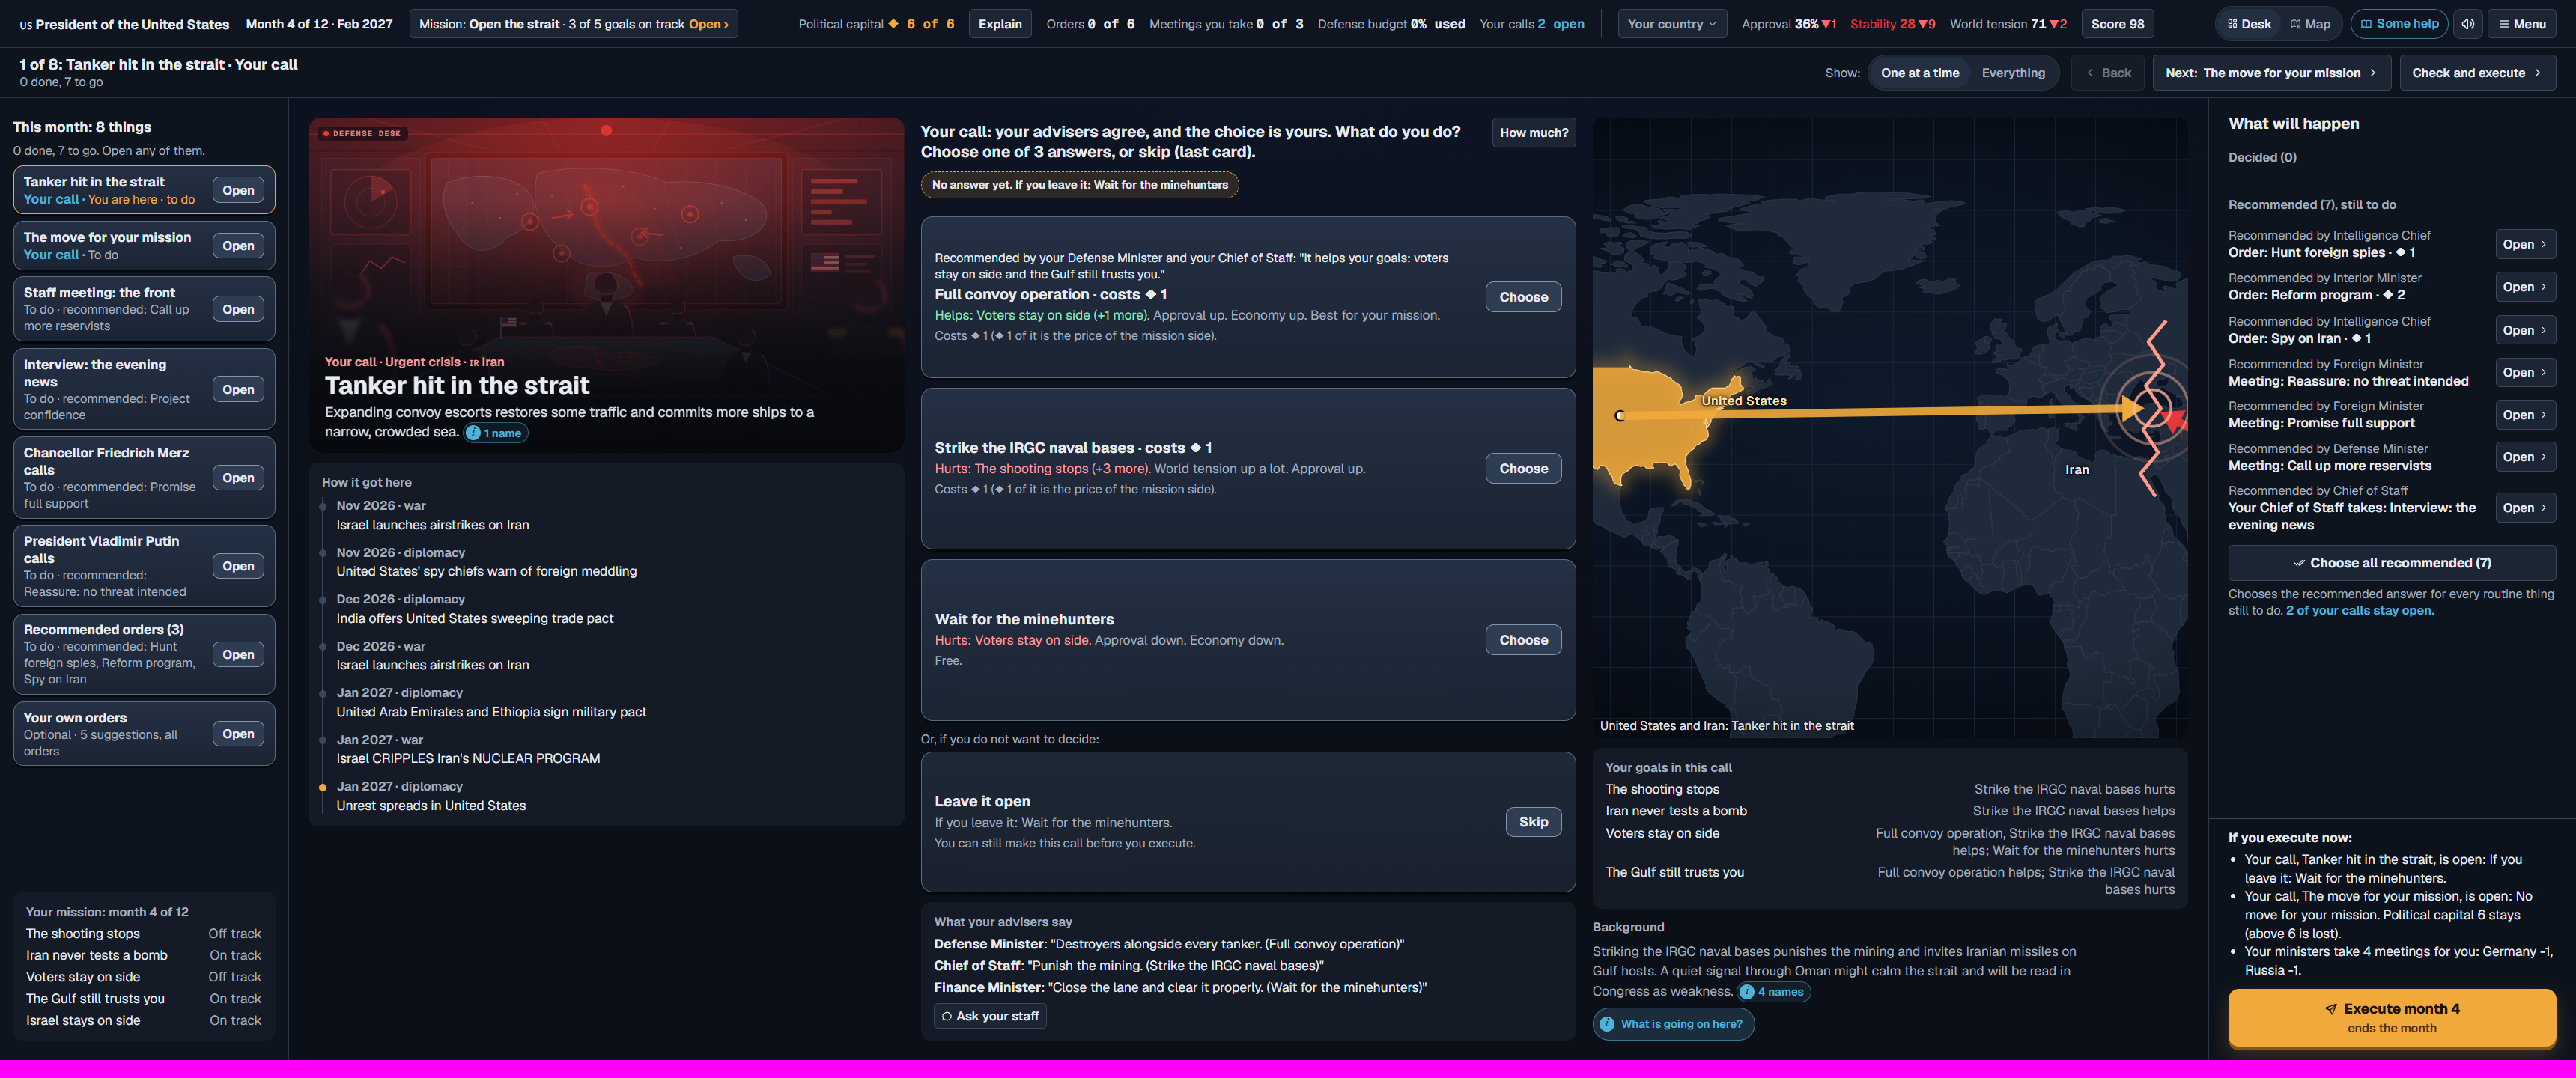 US President of the United States
Month 4 of 12 · Feb 2027
Mission: Open the strait · 3 of 5 goals on track Open ›
Political capital ◆ 6 of 6
Explain
Orders 0 of 6
Meetings you take 0 of 3
Defense budget 0% used
Your calls 2 open
Your country
Approval 36% ▼1
Stability 28 ▼9
World tension 71 ▼2
Score 98
Desk
Map
Some help
Menu
1 of 8: Tanker hit in the strait · Your call
0 done, 7 to go
Show:
One at a time
Everything
Back
Next: The move for your mission
Check and execute
This month: 8 things
0 done, 7 to go. Open any of them.
Tanker hit in the strait
Your call · You are here · to do
Open
The move for your mission
Your call · To do
Open
Staff meeting: the front
To do · recommended: Call up
more reservists
Open
Interview: the evening
news
To do · recommended: Project
confidence
Open
Chancellor Friedrich Merz
calls
To do · recommended: Promise
full support
Open
President Vladimir Putin
calls
To do · recommended:
Reassure: no threat intended
Open
Recommended orders (3)
To do · recommended: Hunt
foreign spies, Reform program,
Spy on Iran
Open
Your own orders
Optional · 5 suggestions, all
orders
Open
Your mission: month 4 of 12
The shooting stops Off track
Iran never tests a bomb On track
Voters stay on side Off track
The Gulf still trusts you On track
Israel stays on side On track
DEFENSE DESK
Your call · Urgent crisis · IR Iran
Tanker hit in the strait
Expanding convoy escorts restores some traffic and commits more ships to a
narrow, crowded sea. i 1 name
How it got here
Nov 2026 · war
Israel launches airstrikes on Iran
Nov 2026 · diplomacy
United States' spy chiefs warn of foreign meddling
Dec 2026 · diplomacy
India offers United States sweeping trade pact
Dec 2026 · war
Israel launches airstrikes on Iran
Jan 2027 · diplomacy
United Arab Emirates and Ethiopia sign military pact
Jan 2027 · war
Israel CRIPPLES Iran's NUCLEAR PROGRAM
Jan 2027 · diplomacy
Unrest spreads in United States
Your call: your advisers agree, and the choice is yours. What do you do?
Choose one of 3 answers, or skip (last card).
How much?
No answer yet. If you leave it: Wait for the minehunters
Recommended by your Defense Minister and your Chief of Staff: "It helps your goals: voters
stay on side and the Gulf still trusts you."
Full convoy operation · costs ◆ 1
Helps: Voters stay on side (+1 more). Approval up. Economy up. Best for your mission.
Costs ◆ 1 (◆ 1 of it is the price of the mission side).
Choose
Strike the IRGC naval bases · costs ◆ 1
Hurts: The shooting stops (+3 more). World tension up a lot. Approval up.
Costs ◆ 1 (◆ 1 of it is the price of the mission side).
Choose
Wait for the minehunters
Hurts: Voters stay on side. Approval down. Economy down.
Free.
Choose
Or, if you do not want to decide:
Leave it open
If you leave it: Wait for the minehunters.
You can still make this call before you execute.
Skip
What your advisers say
Defense Minister: "Destroyers alongside every tanker. (Full convoy operation)"
Chief of Staff: "Punish the mining. (Strike the IRGC naval bases)"
Finance Minister: "Close the lane and clear it properly. (Wait for the minehunters)"
Ask your staff
United States
Iran
United States and Iran: Tanker hit in the strait
Your goals in this call
The shooting stops Strike the IRGC naval bases hurts
Iran never tests a bomb Strike the IRGC naval bases helps
Voters stay on side Full convoy operation, Strike the IRGC naval bases
helps; Wait for the minehunters hurts
The Gulf still trusts you Full convoy operation helps; Strike the IRGC naval
bases hurts
Background
Striking the IRGC naval bases punishes the mining and invites Iranian missiles on
Gulf hosts. A quiet signal through Oman might calm the strait and will be read in
Congress as weakness. i 4 names
i What is going on here?
What will happen
Decided (0)
Recommended (7), still to do
Recommended by Intelligence Chief
Order: Hunt foreign spies · ◆ 1
Open ›
Recommended by Interior Minister
Order: Reform program · ◆ 2
Open ›
Recommended by Intelligence Chief
Order: Spy on Iran · ◆ 1
Open ›
Recommended by Foreign Minister
Meeting: Reassure: no threat intended
Open ›
Recommended by Foreign Minister
Meeting: Promise full support
Open ›
Recommended by Defense Minister
Meeting: Call up more reservists
Open ›
Recommended by Chief of Staff
Your Chief of Staff takes: Interview: the
evening news
Open ›
Choose all recommended (7)
Chooses the recommended answer for every routine thing
still to do. 2 of your calls stay open.
If you execute now:
• Your call, Tanker hit in the strait, is open: If you
leave it: Wait for the minehunters.
• Your call, The move for your mission, is open: No
move for your mission. Political capital 6 stays
(above 6 is lost).
• Your ministers take 4 meetings for you: Germany -1,
Russia -1.
Execute month 4
ends the month